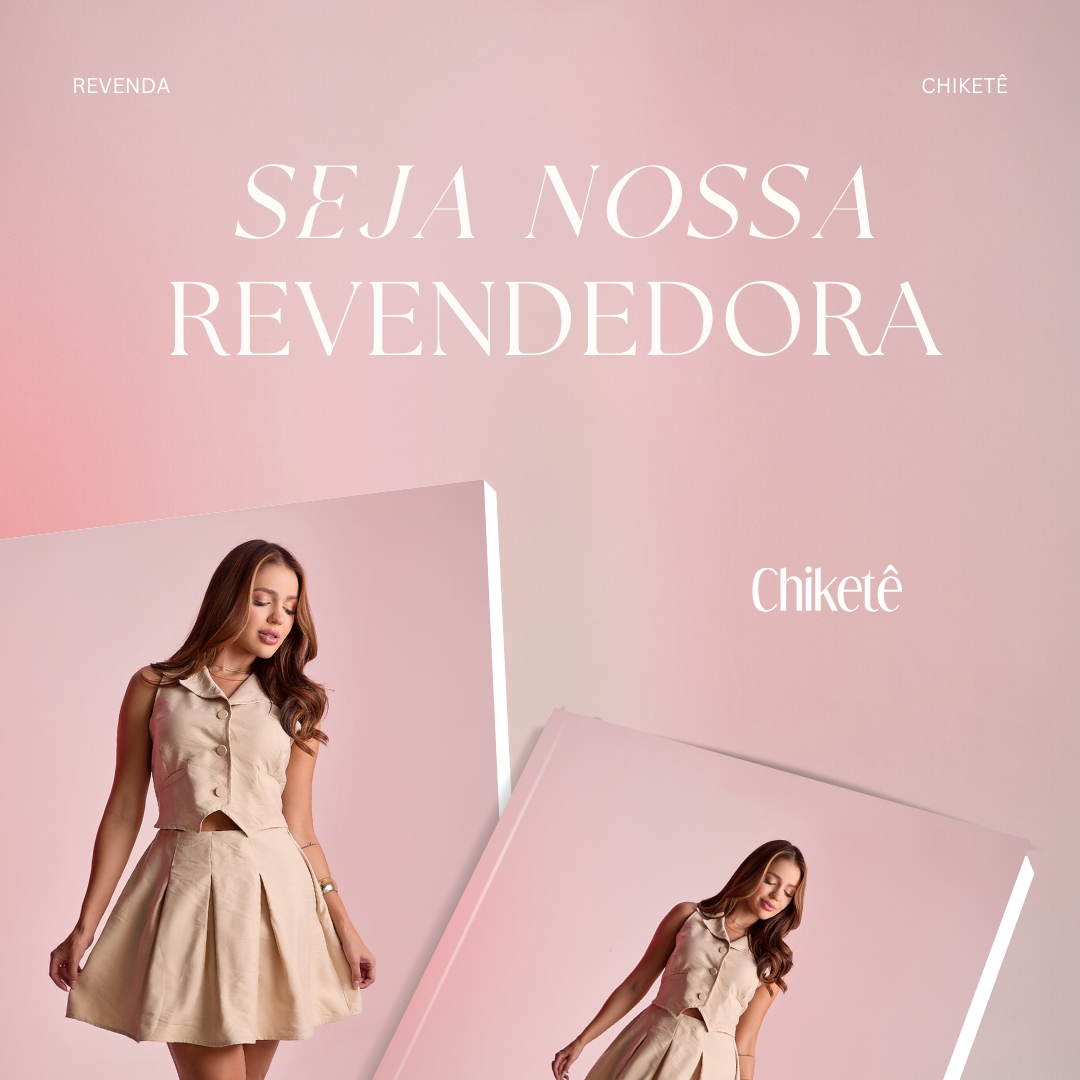 REVENDA
CHIKETÊ
SEJA NOSSA
REVENDEDORA
Chiketê